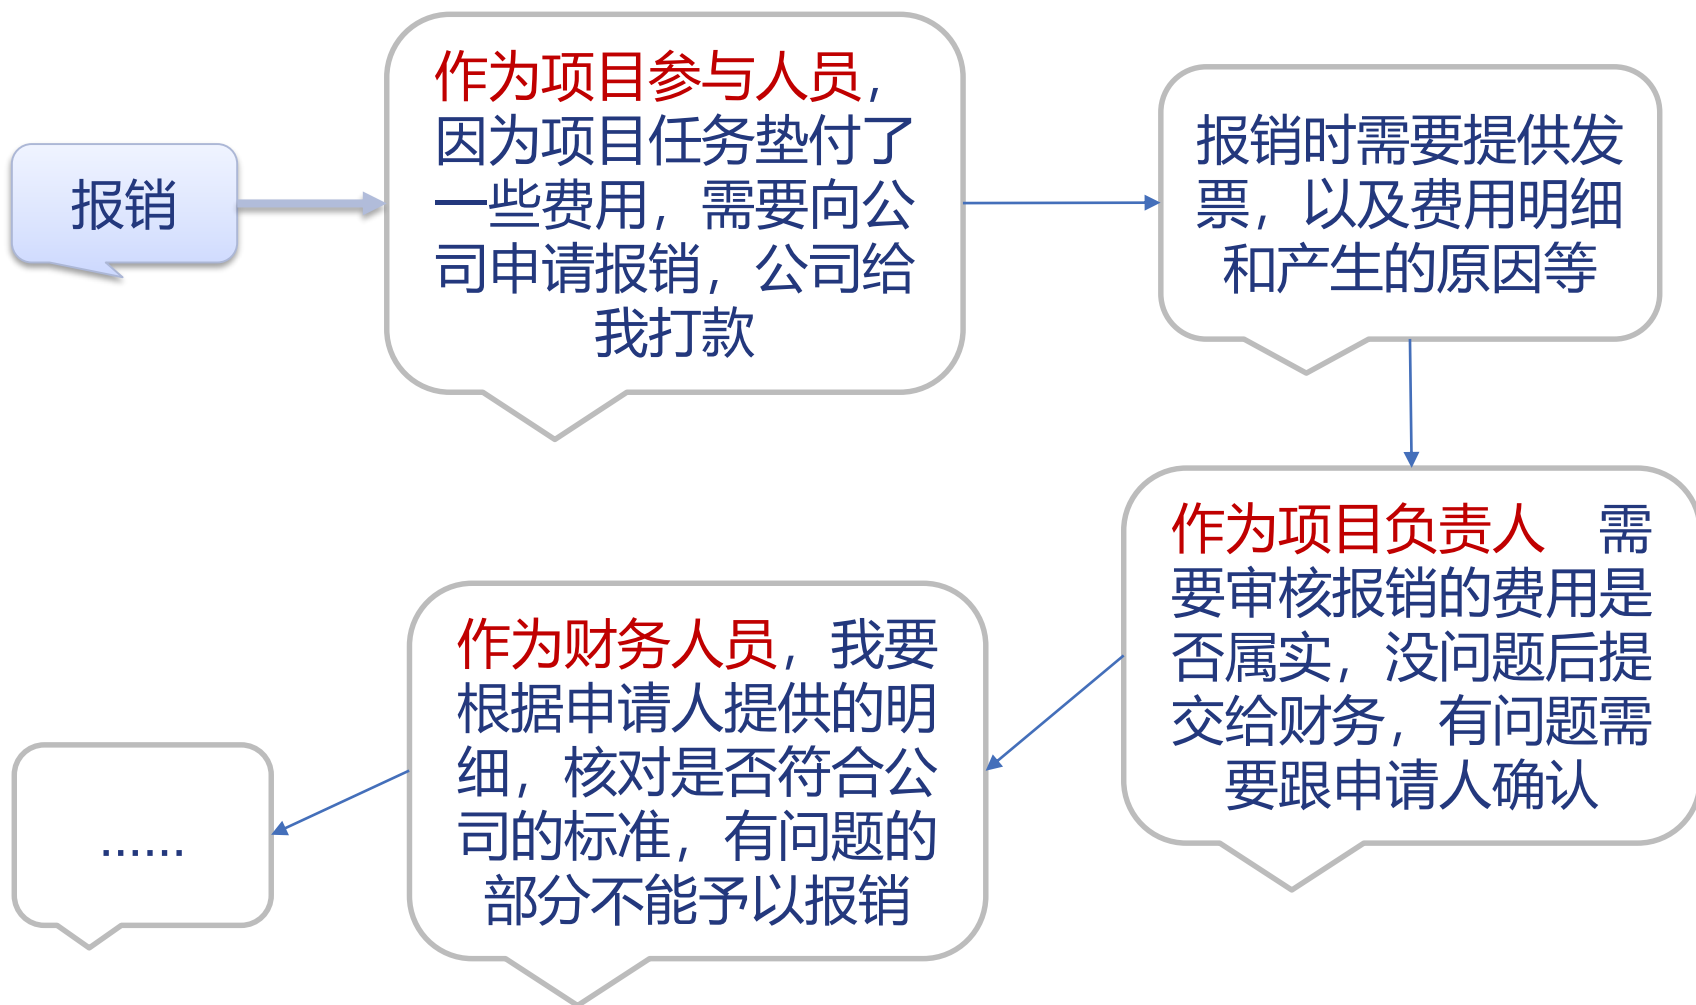 报销
作为项目参与人员，
因为项目任务垫付了
一些费用，需要向公
司申请报销，公司给
我打款
报销时需要提供发
票，以及费用明细
和产生的原因等
作为项目负责人　需
要审核报销的费用是
否属实，没问题后提
交给财务，有问题需
要跟申请人确认
作为财务人员，我要
根据申请人提供的明
细，核对是否符合公
司的标准，有问题的
部分不能予以报销
……